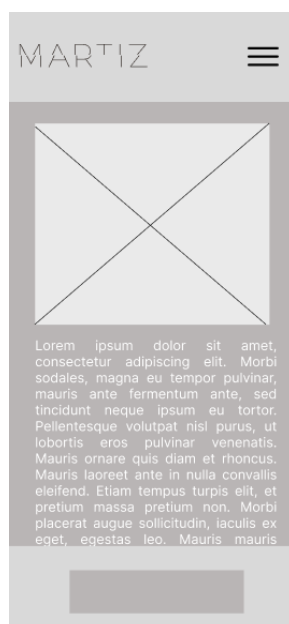 MARTIZ
Lorem ipsum dolor sit amet,
consectetur adipiscing elit. Morbi
sodales, magna eu tempor pulvinar,
mauris ante fermentum ante, sed
tincidunt neque ipsum eu tortor.
Pellentesque volutpat nisl purus, ut
lobortis eros pulvinar venenatis.
Mauris ornare quis diam et rhoncus.
Mauris laoreet ante in nulla convallis
eleifend. Etiam tempus turpis elit, et
pretium massa pretium non. Morbi
placerat augue sollicitudin, iaculis ex
eget, egestas leo. Mauris mauris